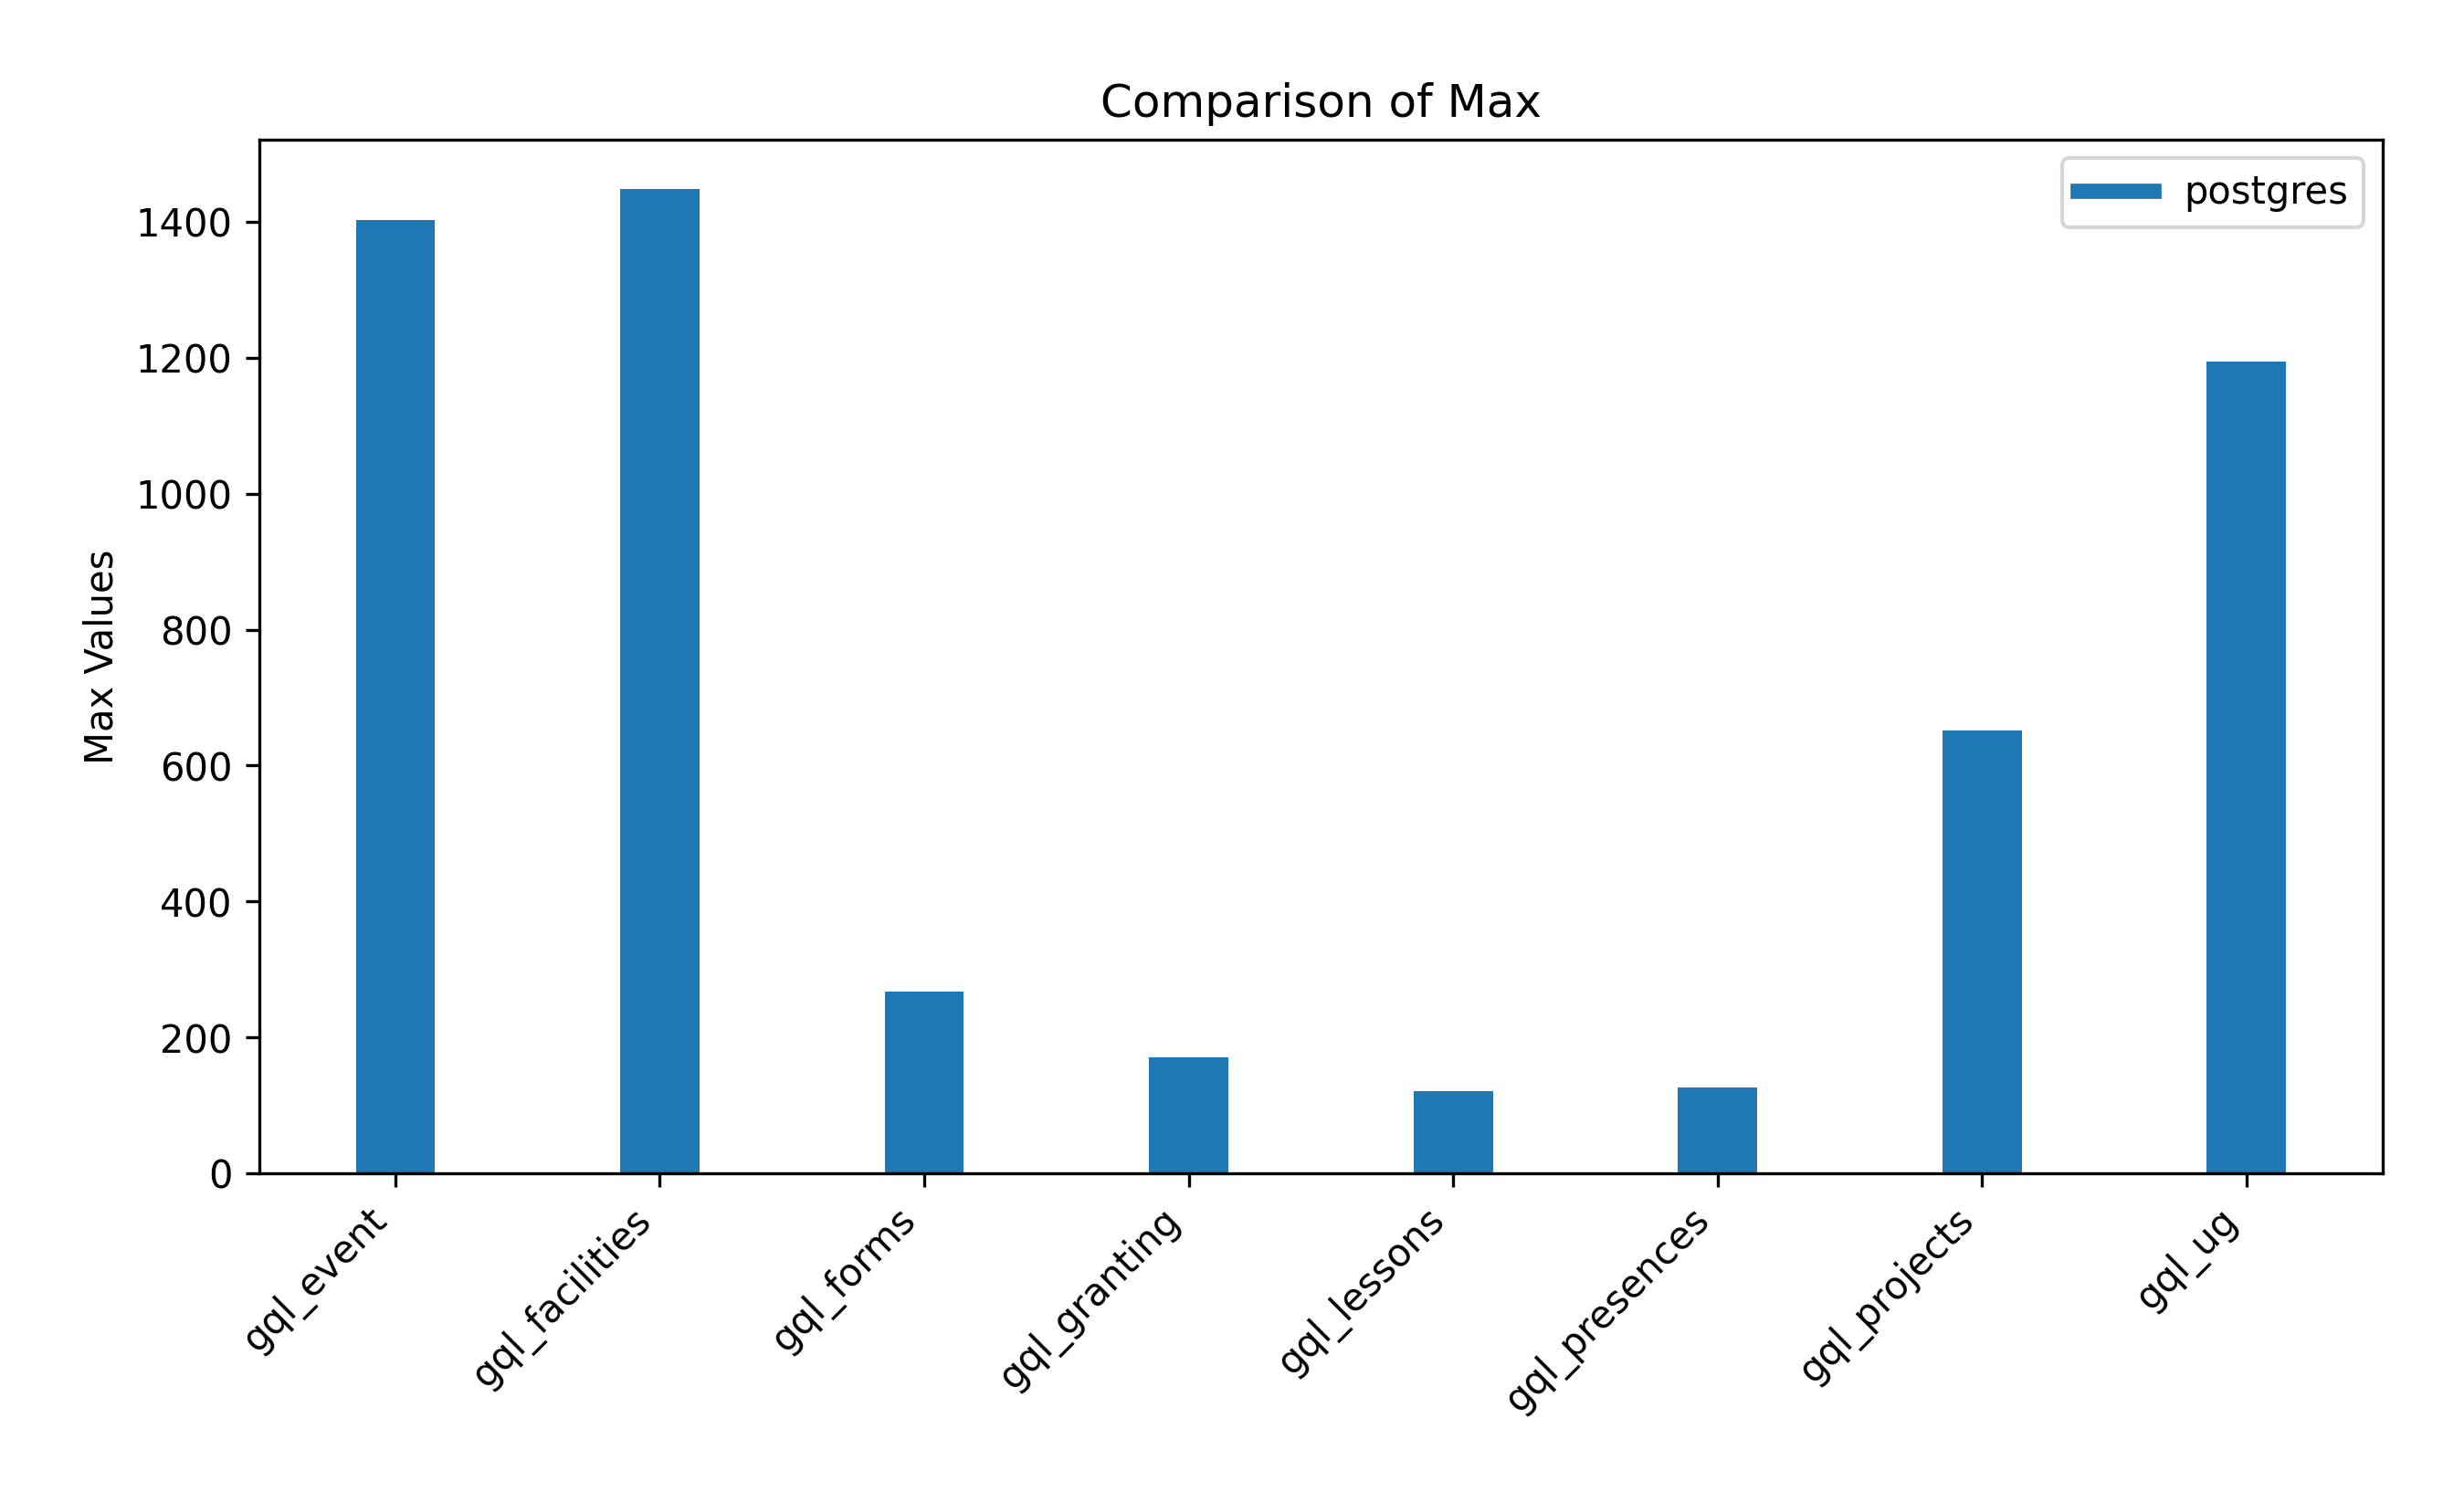 Comparison of Max
postgres
Max Values
1400
1200
1000
800
600
400
200
0
gql_event
gql_facilities
gql_forms
gql_granting
gql_lessons
gql_presences
gql_projects
gql_ug